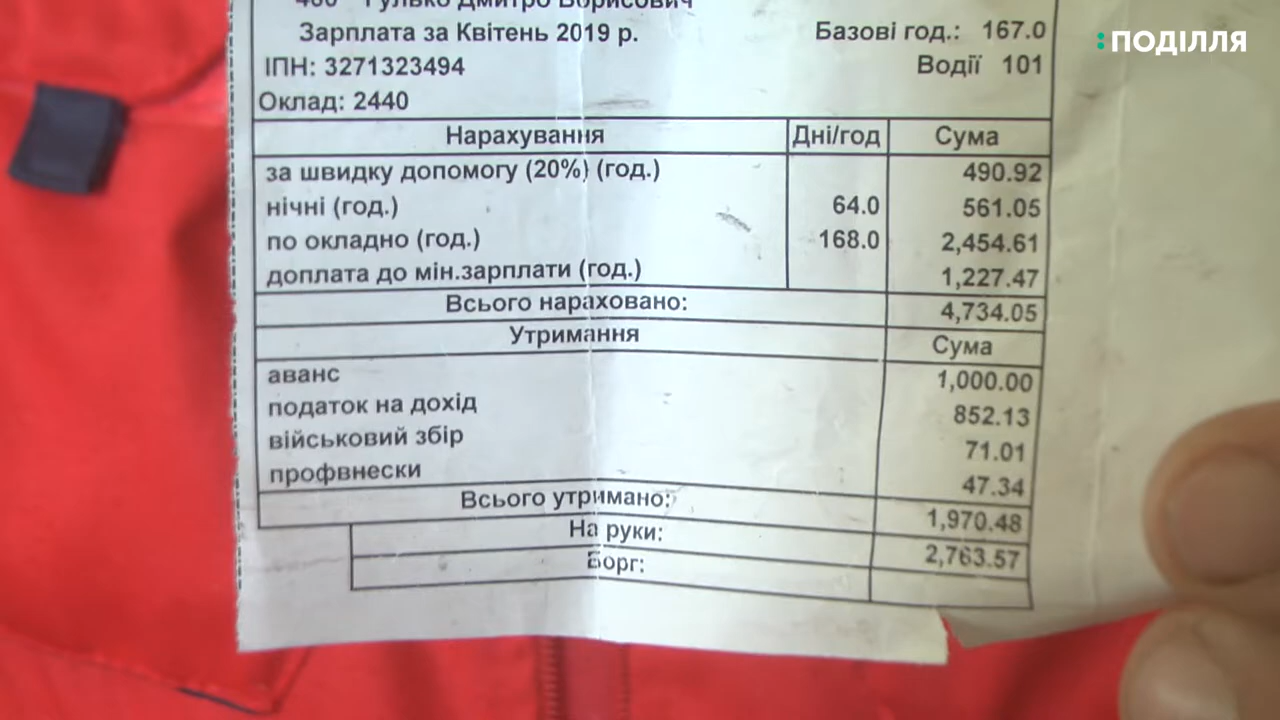 Гулько Дмитро Борисович
Зарплата за Квітень 2019 р. Базові год.: 167.0
:ПОДІЛЛЯ
ІПН: 3271323494 Водії 101
Оклад: 2440
Нарахування Дні/год Сума
за швидку допомогу (20%) (год.) 490.92
нічні (год.) 64.0 561.05
по окладно (год.) 168.0 2,454.61
доплата до мін.зарплати (год.) 1,227.47
Всього нараховано: 4,734.05
Утримання Сума
аванс 1,000.00
податок на дохід 852.13
військовий збір 71.01
профвнески 47.34
Всього утримано: 1,970.48
На руки: 2,763.57
Борг: